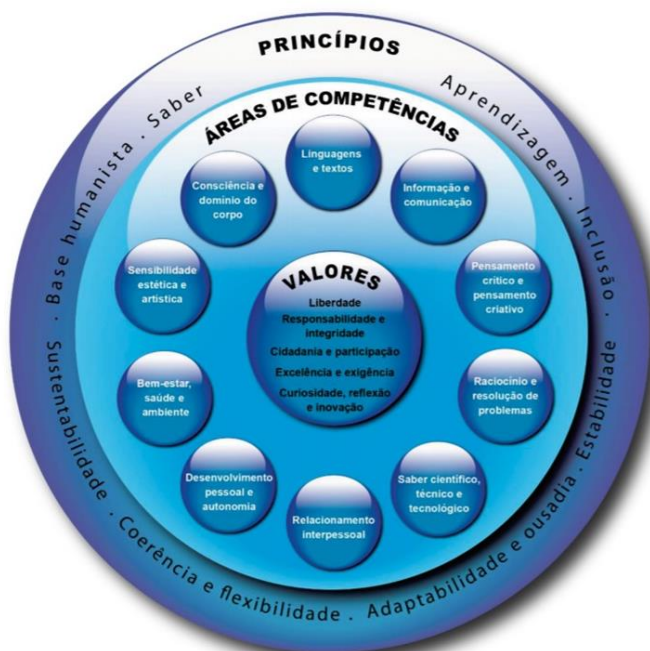 PRINCÍPIOS
Base humanista . Saber
Aprendizagem . Inclusão .
Sustentabilidade . Coerência e flexibilidade . Adaptabilidade e ousadia . Estabilidade
ÁREAS DE COMPETÊNCIAS
Linguagens
e textos
Informação e
comunicação
Pensamento
crítico e
pensamento
criativo
Raciocínio e
resolução de
problemas
Saber científico,
técnico e
tecnológico
Relacionamento
interpessoal
Desenvolvimento
pessoal e
autonomia
Bem-estar,
saúde e
ambiente
Sensibilidade
estética e
artística
Consciência e
domínio do
corpo
VALORES
Liberdade
Responsabilidade e
integridade
Cidadania e participação
Excelência e exigência
Curiosidade, reflexão
e inovação